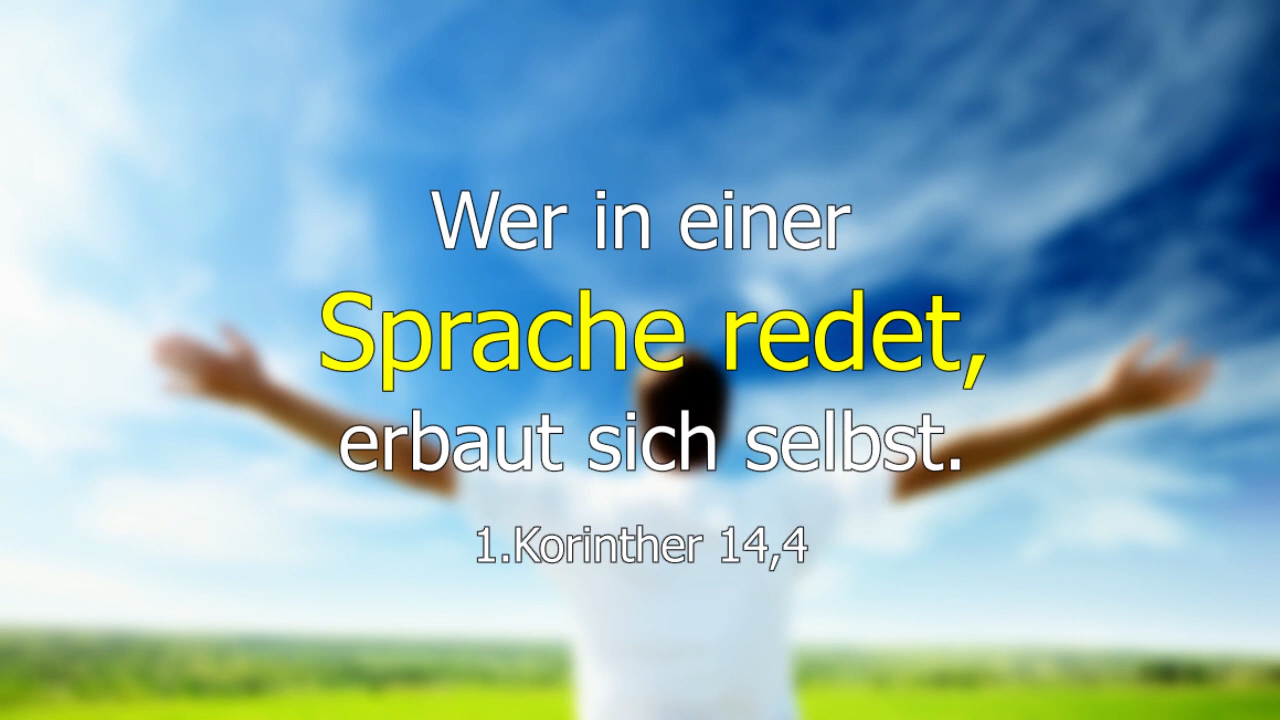 Wer in einer
Sprache redet,
erbaut sich selbst.
1.Korinther 14,4